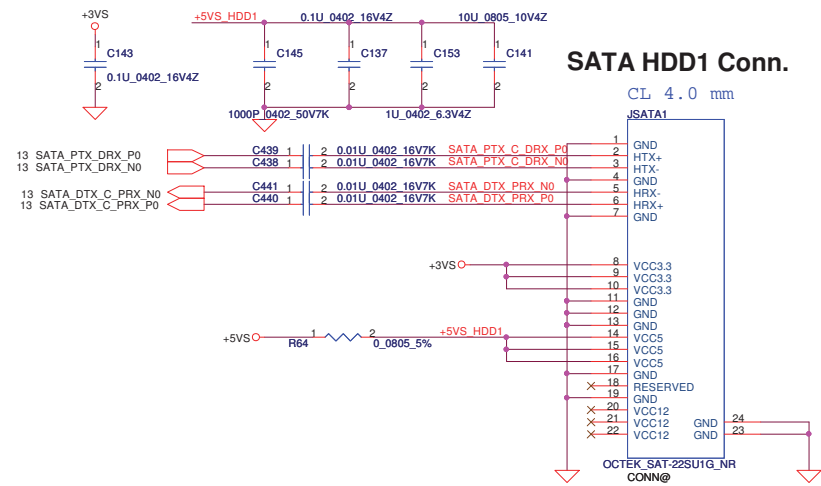 +3VS
1
C143
0.1U_0402_16V4Z
2
+5VS_HDD1
0.1U_0402_16V4Z
10U_0805_10V4Z
1
C145
1
C137
1
C153
1
C141
2
2
2
2
1000P_0402_50V7K
1U_0402_6.3V4Z
SATA HDD1 Conn.
CL 4.0 mm
JSATA1
13 SATA_PTX_DRX_P0
13 SATA_PTX_DRX_N0
C439 1 2 0.01U_0402_16V7K SATA_PTX_C_DRX_P0
C438 1 2 0.01U_0402_16V7K SATA_PTX_C_DRX_N0
13 SATA_DTX_C_PRX_N0
13 SATA_DTX_C_PRX_P0
C441 1 2 0.01U_0402_16V7K SATA_DTX_PRX_N0
C440 1 2 0.01U_0402_16V7K SATA_DTX_PRX_P0
1 GND
2 HTX+
3 HTX-
4 GND
5 HRX-
6 HRX+
7 GND
+3VS
8 VCC3.3
9 VCC3.3
10 VCC3.3
11 GND
12 GND
13 GND
+5VS
1 2
R64
0_0805_5%
+5VS_HDD1
14 VCC5
15 VCC5
16 VCC5
17 GND
18 RESERVED
19 GND
20 VCC12
21 VCC12
22 VCC12
GND 24
GND 23
OCTEK_SAT-22SU1G_NR
CONN@